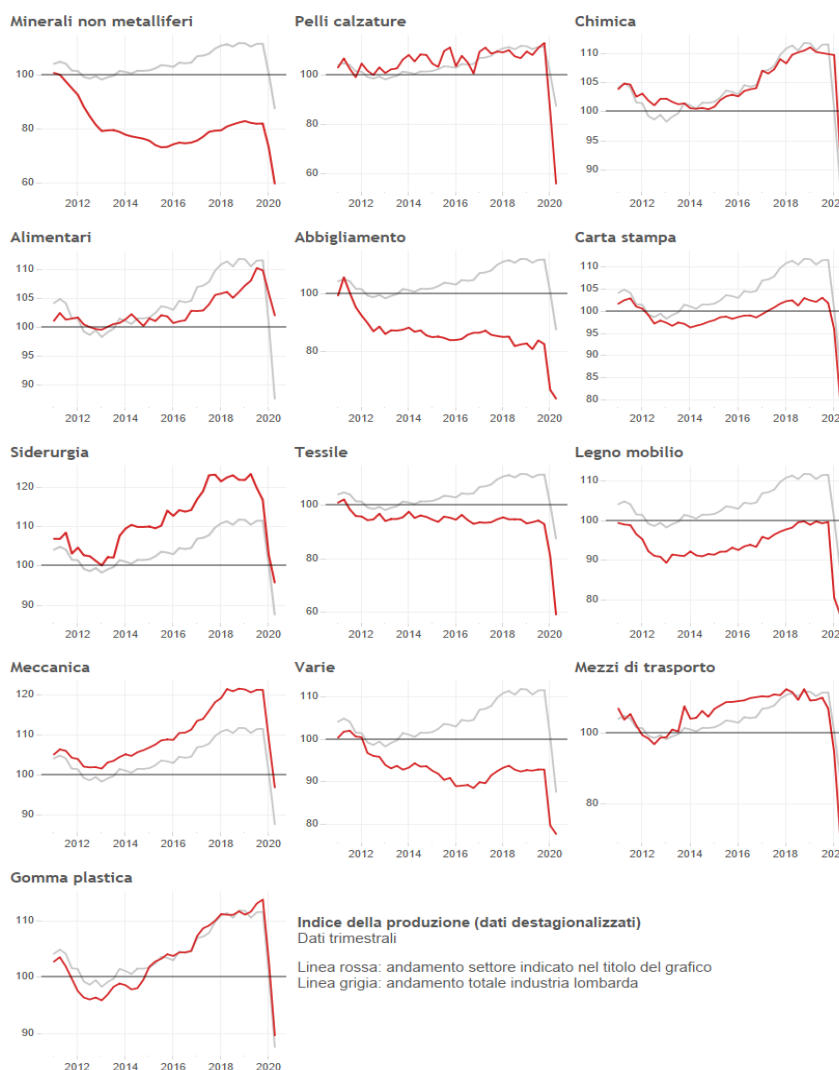 Minerali non metalliferi
100
80
60
2012 2014 2016 2018 2020
Pelli calzature
100
80
60
2012 2014 2016 2018 2020
Chimica
110
105
100
95
90
2012 2014 2016 2018 202
Alimentari
110
105
100
95
90
2012 2014 2016 2018 2020
Abbigliamento
100
80
2012 2014 2016 2018 2020
Carta stampa
110
105
100
95
90
85
80
2012 2014 2016 2018 202
Siderurgia
120
110
100
90
2012 2014 2016 2018 2020
Tessile
100
80
60
2012 2014 2016 2018 2020
Legno mobilio
110
100
90
80
2012 2014 2016 2018 202
Meccanica
120
110
100
90
2012 2014 2016 2018 2020
Varie
110
100
90
80
2012 2014 2016 2018 2020
Mezzi di trasporto
100
80
2012 2014 2016 2018 202
Gomma plastica
110
100
90
2012 2014 2016 2018 2020
Indice della produzione (dati destagionalizzati)
Dati trimestrali
Linea rossa: andamento settore indicato nel titolo del grafico
Linea grigia: andamento totale industria lombarda